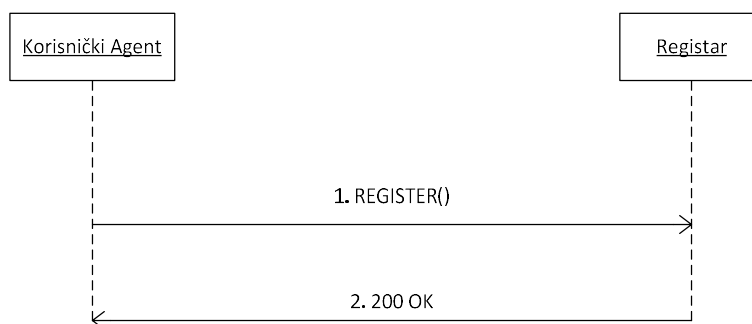 Korisnički Agent
Registar
1. REGISTER()
2. 200 OK